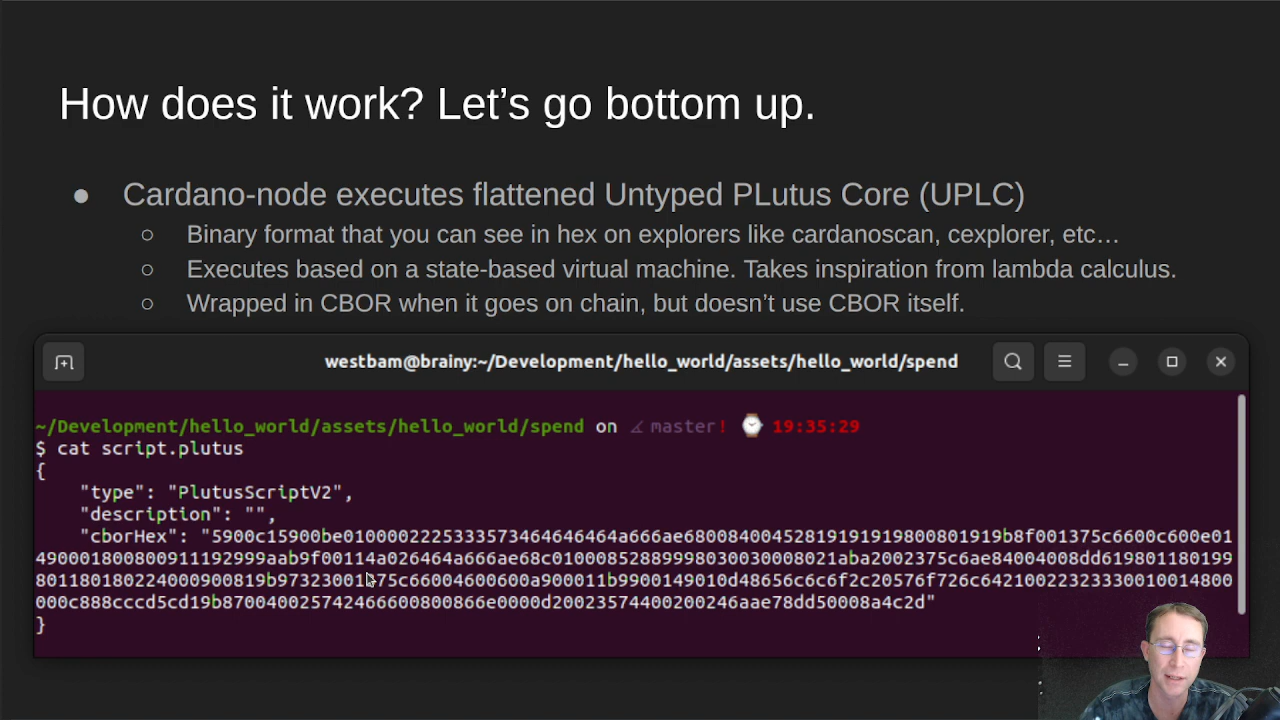 How does it work? Let's go bottom up.
● Cardano-node executes flattened Untyped PLutus Core (UPLC)
○ Binary format that you can see in hex on explorers like cardanoscan, cexplorer, etc…
○ Executes based on a state-based virtual machine. Takes inspiration from lambda calculus.
○ Wrapped in CBOR when it goes on chain, but doesn't use CBOR itself.
westbam@brainy:~/Development/hello_world/assets/hello_world/spend
~/Development/hello_world/assets/hello_world/spend on master! 19:35:29
$ cat script.plutus
{
"type": "PlutusScriptV2",
"description": "",
"cborHex": "5900c15900be0100002225333573464646464a666ae6800840045281919191980080191 9b8f001375c6600c600e01
490001800800911192999aab9f00114a026464a666ae68c01000852889998030030008021aba2002375c6ae84004008dd619801180199
000c888cccd5cd19b870040025742466600800866e0000d20023574400200246aae78dd50008a4c2d"
}